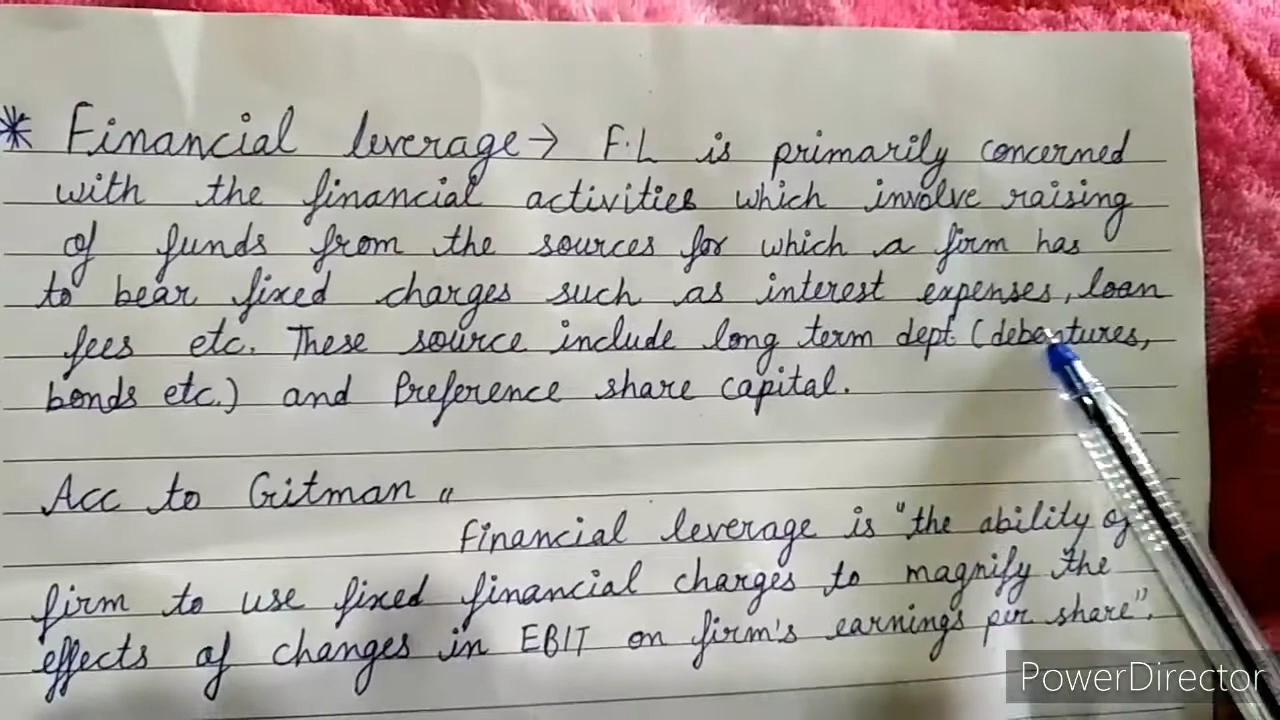 * Financial leverage → F.L is primarily concerned
with the financial activities which involve raising
of funds from the sources for which a firm has
to bear fixed charges such as interest expenses, loan
fees etc. These source include long term dept (debentures,
bonds etc.) and Preference share capital.
Acc to Gitman "
Financial leverage is "the ability of
firm to use fixed financial charges to magnify the
effects of changes in EBIT on firm's earnings per share".
PowerDirector